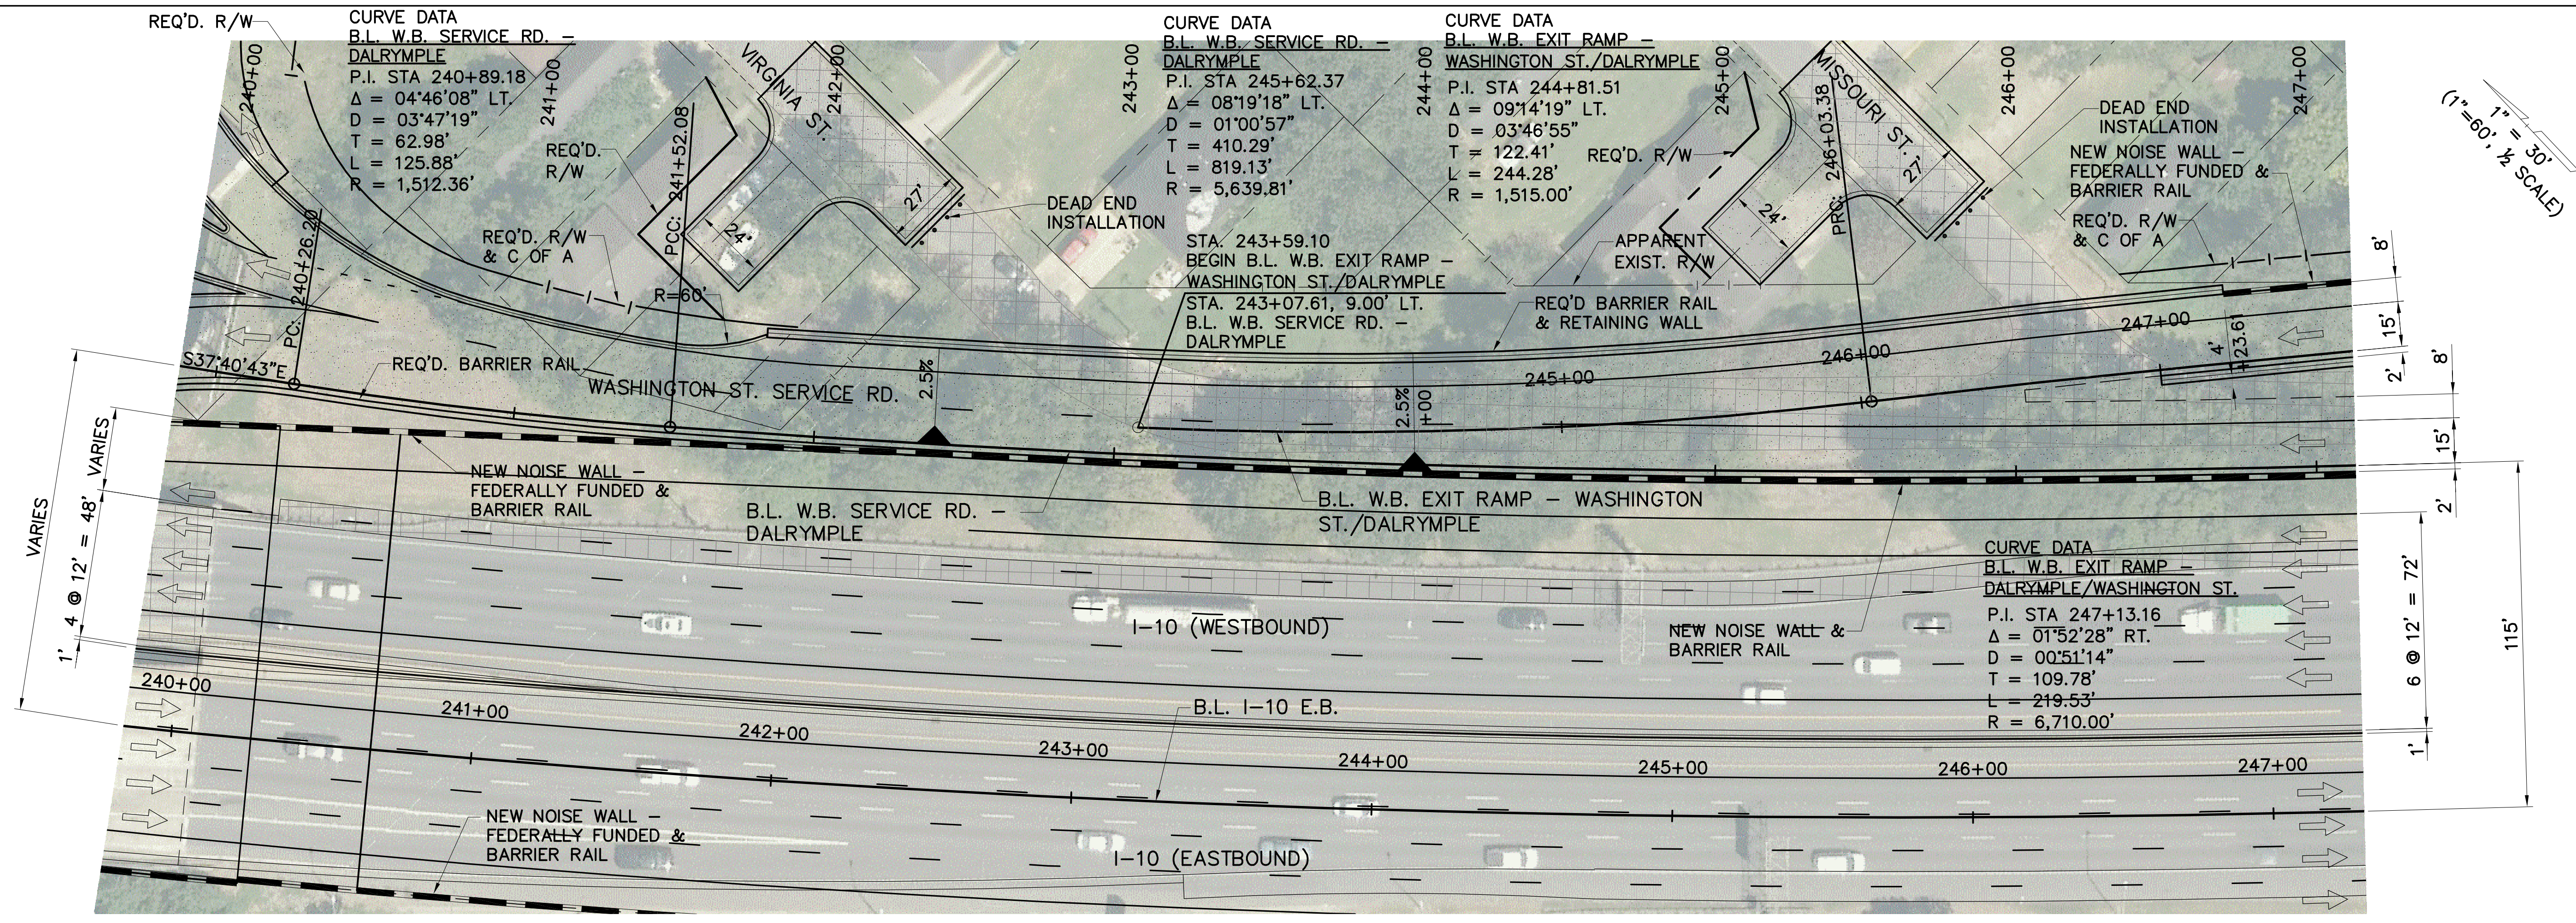 REQ'D. R/W
CURVE DATA
B.L. W.B. SERVICE RD. –
DALRYMPLE
P.I. STA 240+89.18
Δ = 04°46'08" LT.
D = 03°47'19"
T = 62.98'
L = 125.88'
R = 1,512.36'
CURVE DATA
B.L. W.B. SERVICE RD. –
DALRYMPLE
P.I. STA 245+62.37
Δ = 08°19'18" LT.
D = 01°00'57"
T = 410.29'
L = 819.13'
R = 5,639.81'
CURVE DATA
B.L. W.B. EXIT RAMP –
WASHINGTON ST./DALRYMPLE
P.I. STA 244+81.51
Δ = 09°14'19" LT.
D = 03°46'55"
T = 122.41'
L = 244.28'
R = 1,515.00'
240+00
241+00
242+00
243+00
244+00
245+00
246+00
247+00
VIRGINIA ST.
MISSOURI ST.
1" = 30'
(1"=60', ½ SCALE)
REQ'D.
R/W
PCC: 241+52.08
27'
24'
DEAD END
INSTALLATION
REQ'D. R/W
PRC: 246+03.38
27'
24'
DEAD END
INSTALLATION
NEW NOISE WALL –
FEDERALLY FUNDED &
BARRIER RAIL
REQ'D. R/W
& C OF A
PC: 240+26.20
REQ'D. R/W
& C OF A
R=60'
STA. 243+59.10
BEGIN B.L. W.B. EXIT RAMP –
WASHINGTON ST./DALRYMPLE
STA. 243+07.61, 9.00' LT.
B.L. W.B. SERVICE RD. –
DALRYMPLE
APPARENT
EXIST. R/W
REQ'D BARRIER RAIL
& RETAINING WALL
S37°40'43"E
REQ'D. BARRIER RAIL
WASHINGTON ST. SERVICE RD.
2.5%
2.5%
+00
245+00
246+00
247+00
4'
+23.61
8'
15'
2'
8'
15'
2'
VARIES
VARIES
4 @ 12' = 48'
1'
NEW NOISE WALL –
FEDERALLY FUNDED &
BARRIER RAIL
B.L. W.B. SERVICE RD. –
DALRYMPLE
B.L. W.B. EXIT RAMP – WASHINGTON
ST./DALRYMPLE
CURVE DATA
B.L. W.B. EXIT RAMP –
DALRYMPLE/WASHINGTON ST.
P.I. STA 247+13.16
Δ = 01°52'28" RT.
D = 00°51'14"
T = 109.78'
L = 219.53'
R = 6,710.00'
I-10 (WESTBOUND)
NEW NOISE WALL &
BARRIER RAIL
6 @ 12' = 72'
1'
115'
B.L. I-10 E.B.
240+00
241+00
242+00
243+00
244+00
245+00
246+00
247+00
NEW NOISE WALL –
FEDERALLY FUNDED &
BARRIER RAIL
I-10 (EASTBOUND)